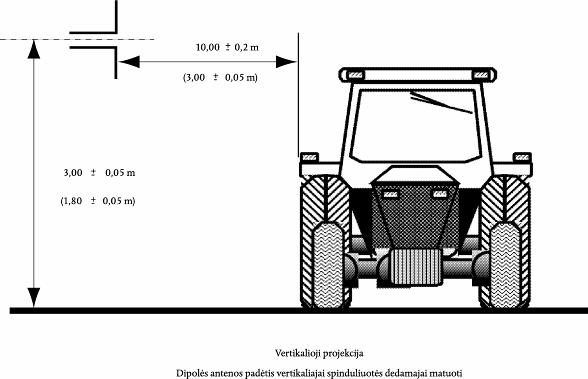 10,00 ± 0,2 m
(3,00 ± 0,05 m)
3,00 ± 0,05 m
(1,80 ± 0,05 m)
Vertikalioji projekcija
Dipolės antenos padėtis vertikaliajai spinduliuotės dedamajai matuoti